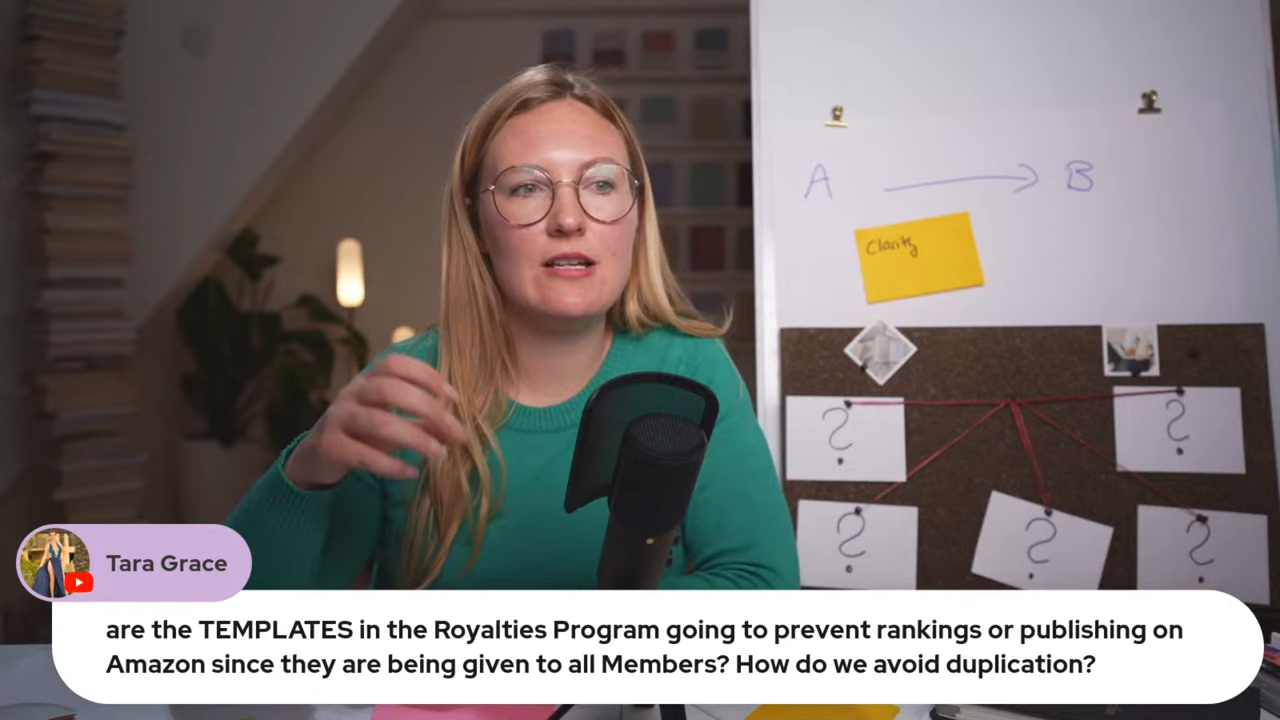 A B
Clarity
? ?
? ? ?
Tara Grace
are the TEMPLATES in the Royalties Program going to prevent rankings or publishing on
Amazon since they are being given to all Members? How do we avoid duplication?